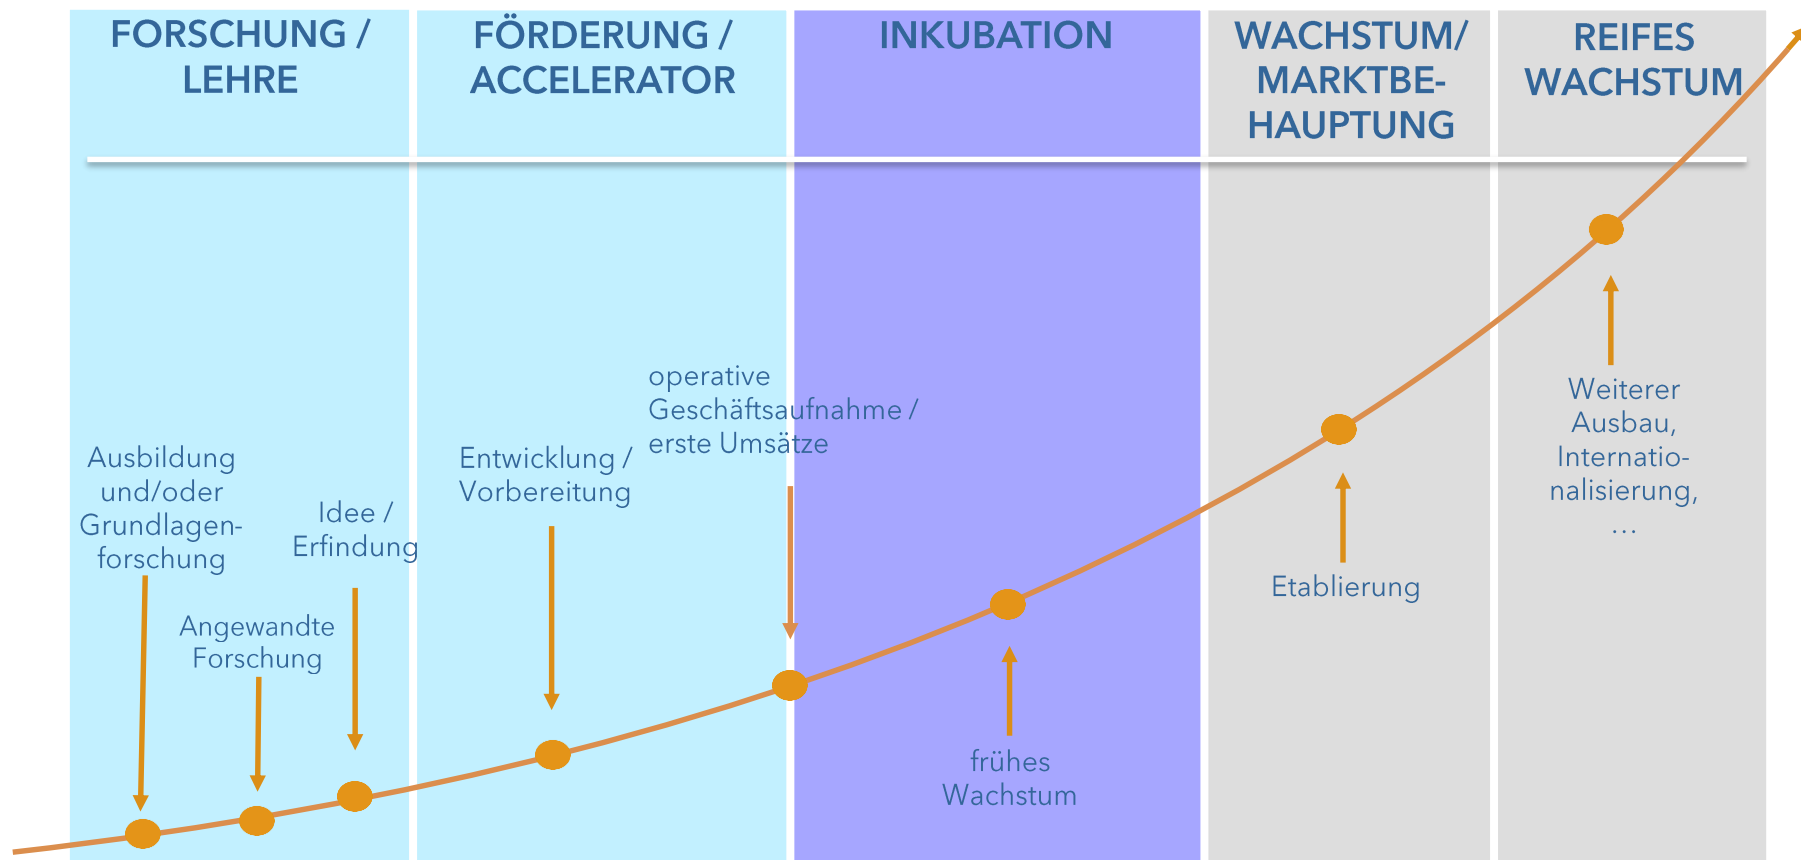 FORSCHUNG /
LEHRE
FÖRDERUNG /
ACCELERATOR
INKUBATION
WACHSTUM/
MARKTBE-
HAUPTUNG
REIFES
WACHSTUM
Ausbildung
und/oder
Grundlagen-
forschung
Angewandte
Forschung
Idee /
Erfindung
Entwicklung /
Vorbereitung
operative
Geschäftsaufnahme /
erste Umsätze
frühes
Wachstum
Etablierung
Weiterer
Ausbau,
Internatio-
nalisierung,
…